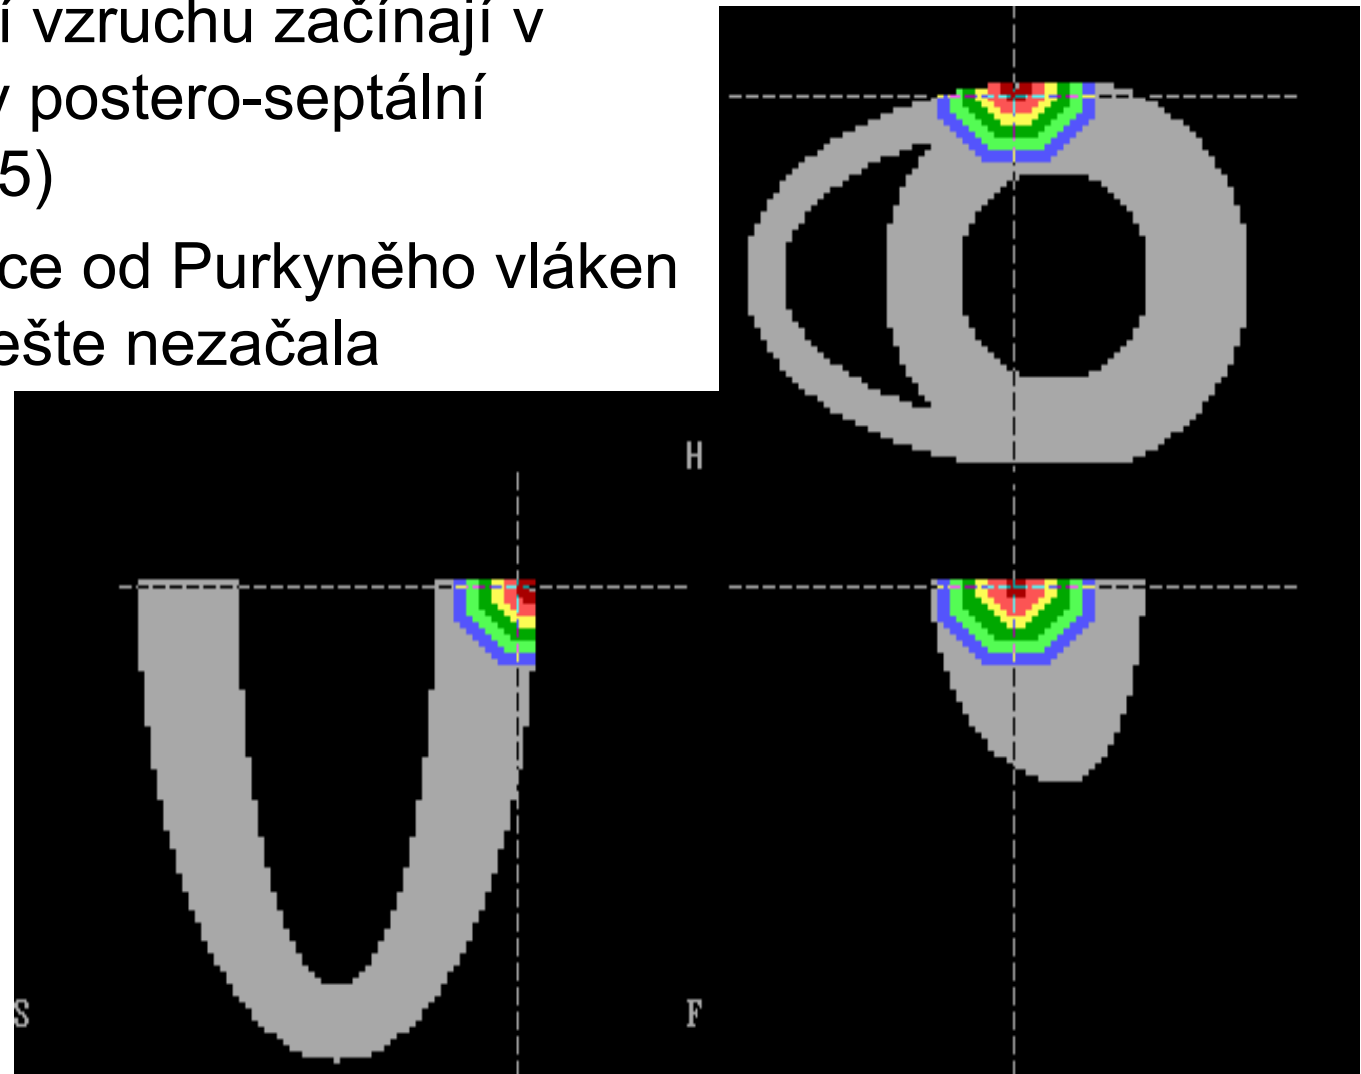 í vzruchu začínají v
postero-septální
5)
ce od Purkyněho vláken
ešte nezačala
H
S
F